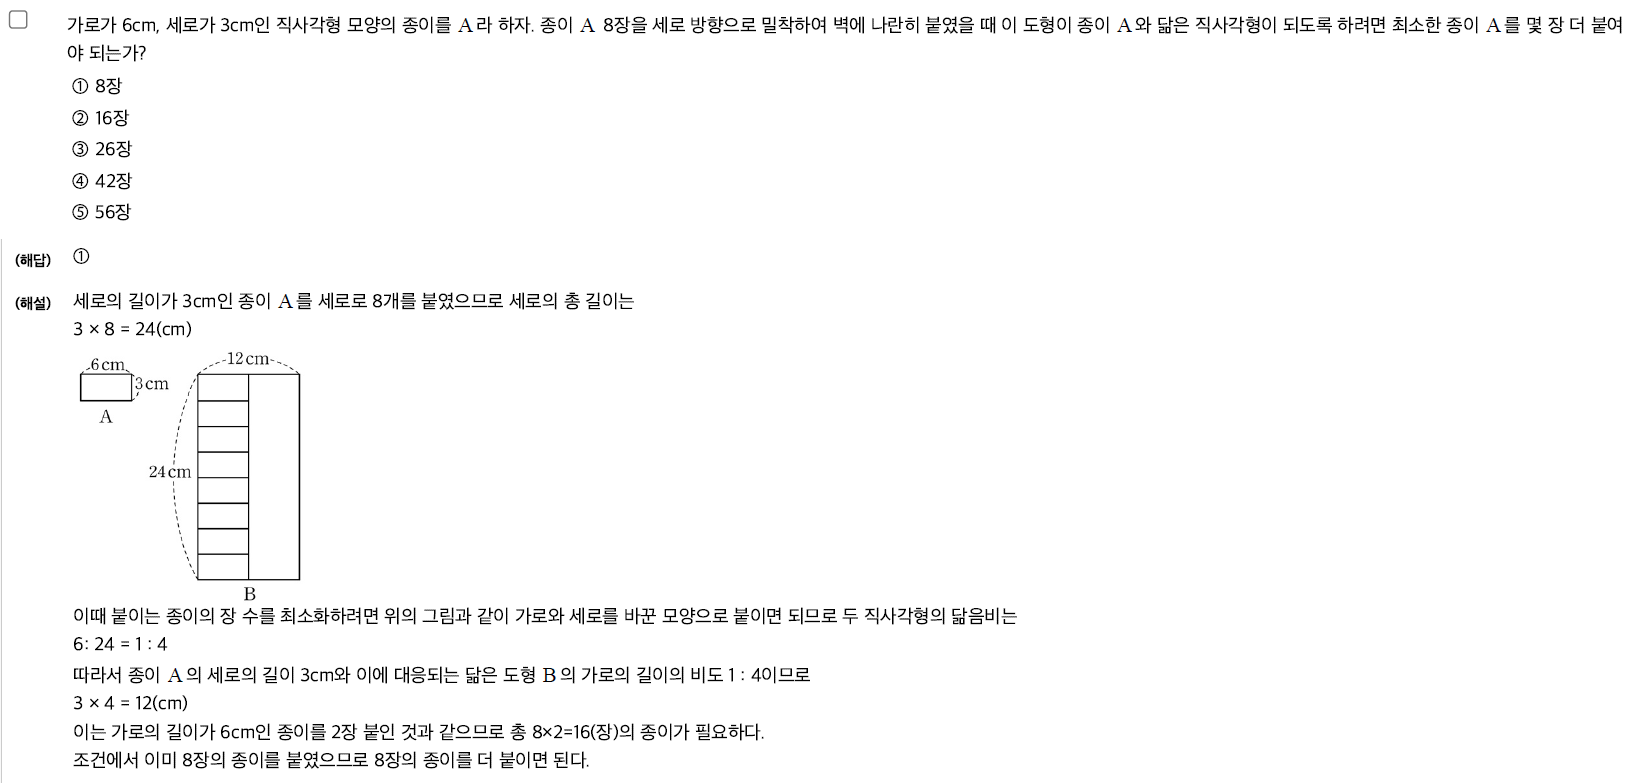 가로가 6cm, 세로가 3cm인 직사각형 모양의 종이를 A라 하자. 종이 A 8장을 세로 방향으로 밀착하여 벽에 나란히 붙였을 때 이 도형이 종이 A와 닮은 직사각형이 되도록 하려면 최소한 종이 A를 몇 장 더 붙여
야 되는가?
① 8장
② 16장
③ 26장
④ 42장
⑤ 56장
(해답) ①
(해설) 세로의 길이가 3cm인 종이 A를 세로로 8개를 붙였으므로 세로의 총 길이는
3 × 8 = 24(cm)
6cm
3cm
A
12cm
24cm
B
이때 붙이는 종이의 장 수를 최소화하려면 위의 그림과 같이 가로와 세로를 바꾼 모양으로 붙이면 되므로 두 직사각형의 닮음비는
6: 24 = 1 : 4
따라서 종이 A의 세로의 길이 3cm와 이에 대응되는 닮은 도형 B의 가로의 길이의 비도 1 : 4이므로
3 × 4 = 12(cm)
이는 가로의 길이가 6cm인 종이를 2장 붙인 것과 같으므로 총 8×2=16(장)의 종이가 필요하다.
조건에서 이미 8장의 종이를 붙였으므로 8장의 종이를 더 붙이면 된다.